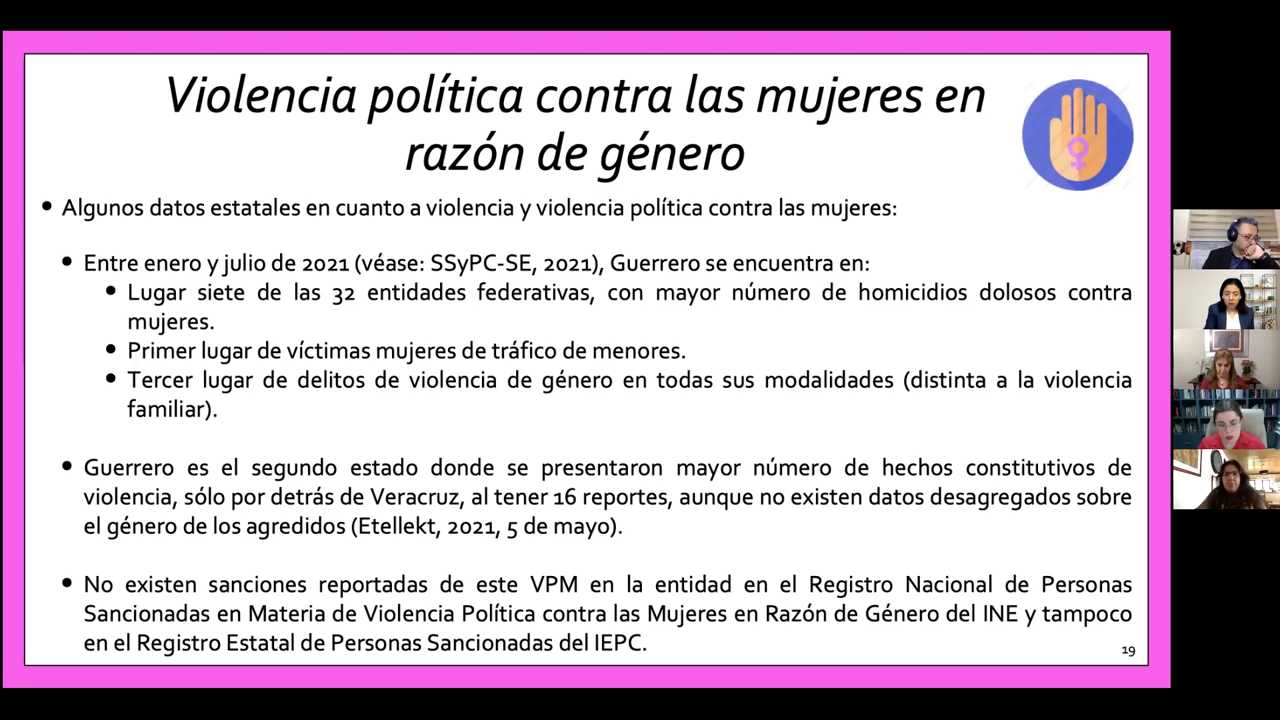 Violencia política contra las mujeres en
razón de género
• Algunos datos estatales en cuanto a violencia y violencia política contra las mujeres:
• Entre enero y julio de 2021 (véase: SSyPC-SE, 2021), Guerrero se encuentra en:
• Lugar siete de las 32 entidades federativas, con mayor número de homicidios dolosos contra
mujeres.
• Primer lugar de víctimas mujeres de tráfico de menores.
• Tercer lugar de delitos de violencia de género en todas sus modalidades (distinta a la violencia
familiar).
• Guerrero es el segundo estado donde se presentaron mayor número de hechos constitutivos de
violencia, sólo por detrás de Veracruz, al tener 16 reportes, aunque no existen datos desagregados sobre
el género de los agredidos (Etellekt, 2021, 5 de mayo).
• No existen sanciones reportadas de este VPM en la entidad en el Registro Nacional de Personas
Sancionadas en Materia de Violencia Política contra las Mujeres en Razón de Género del INE y tampoco
en el Registro Estatal de Personas Sancionadas del IEPC.
19